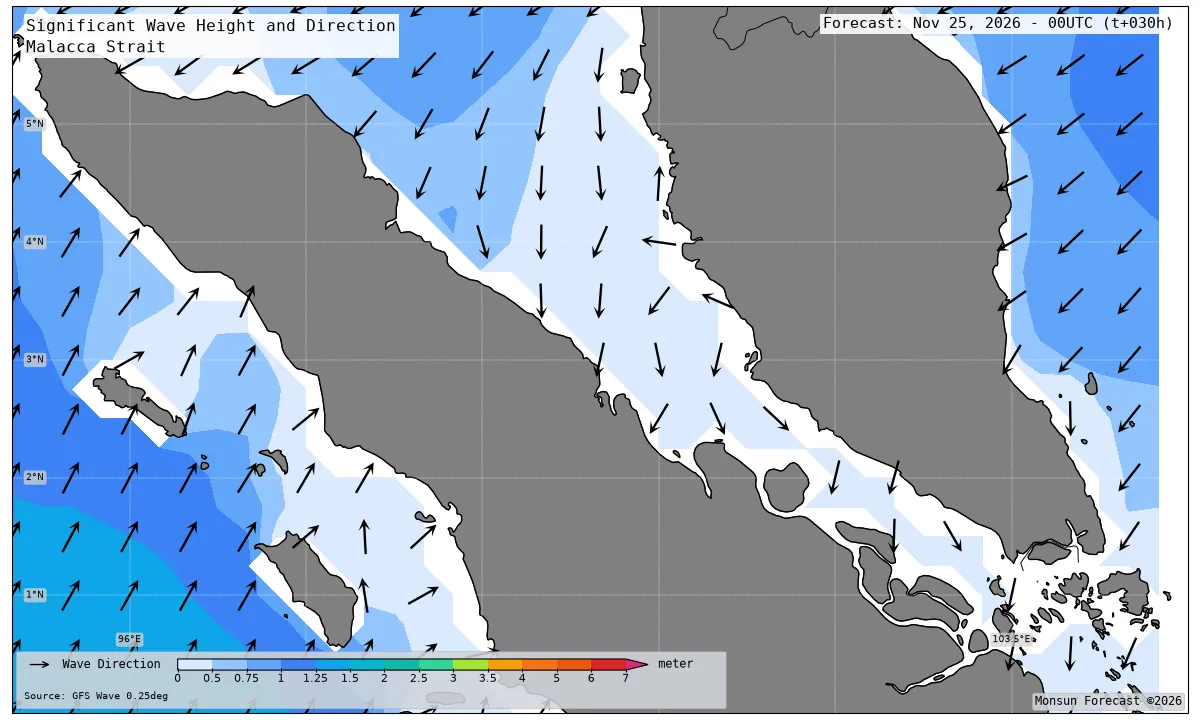 Significant Wave Height and Direction
Malacca Strait
Forecast: Nov 25, 2026 - 00UTC (t+030h)
5°N
4°N
3°N
2°N
1°N
96°E
103.5°E
Wave Direction
meter
0 0.5 0.75 1 1.25 1.5 2 2.5 3 3.5 4 5 6 7
Source: GFS Wave 0.25deg
Monsun Forecast ©2026